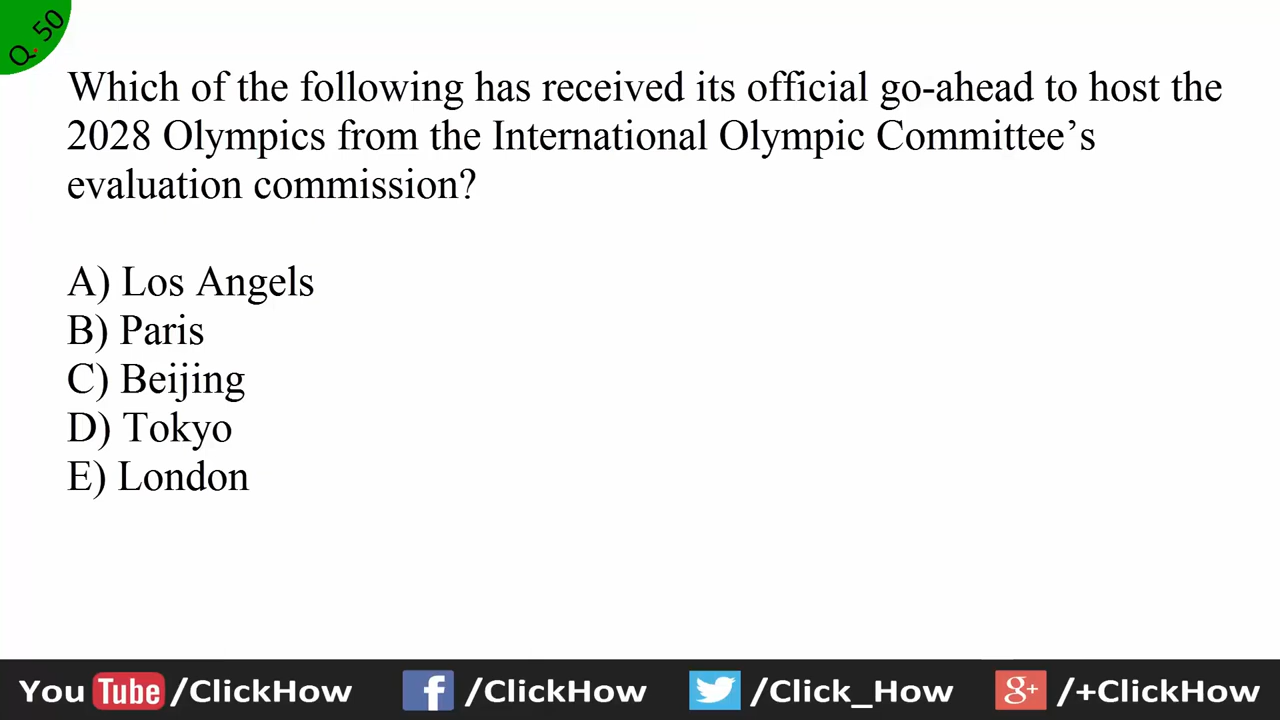 Q. 50
Which of the following has received its official go-ahead to host the
2028 Olympics from the International Olympic Committee’s
evaluation commission?
A) Los Angels
B) Paris
C) Beijing
D) Tokyo
E) London
You Tube /ClickHow f /ClickHow /Click_How g+ /+ClickHow